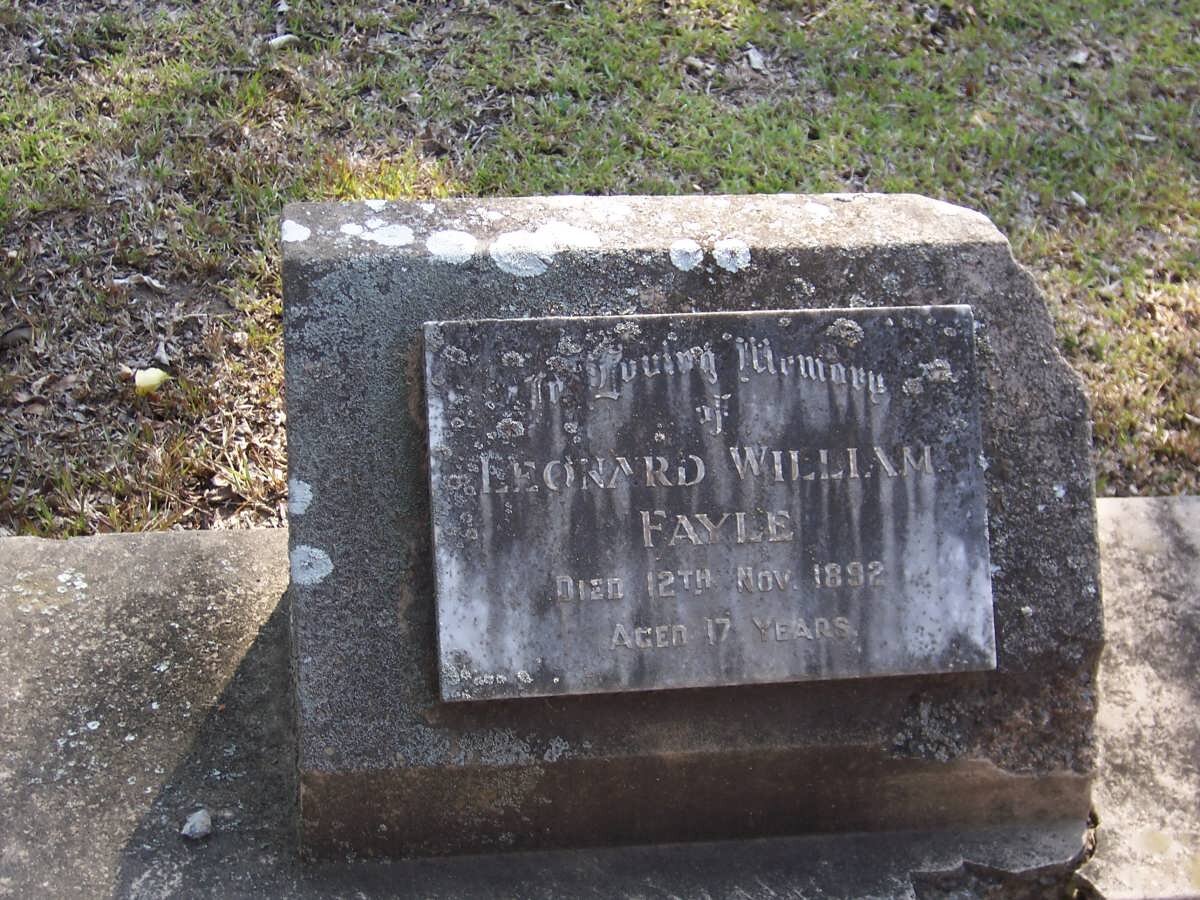 In Loving Memory
of
LEONARD WILLIAM
FAYLE
DIED 12TH NOV. 1892
AGED 17 YEARS.